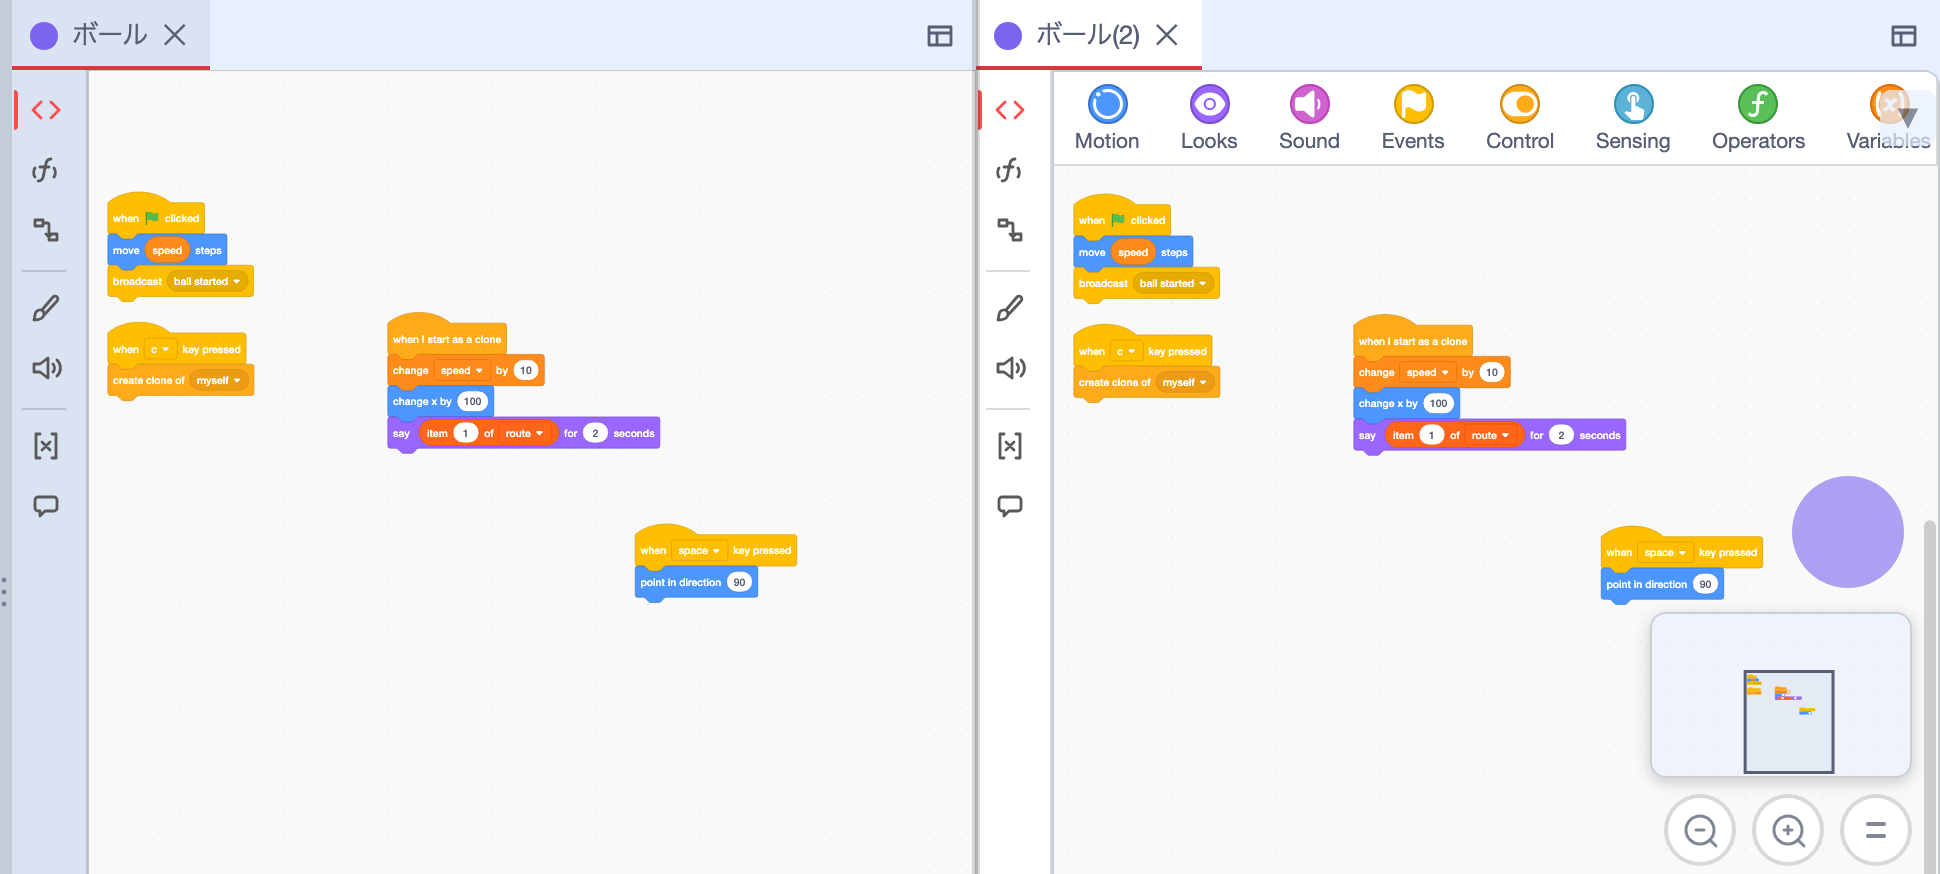 ボール
when clicked
move speed steps
broadcast ball started
when c key pressed
create clone of myself
when I start as a clone
change speed by 10
change x by 100
say item 1 of route for 2 seconds
when space key pressed
point in direction 90
ボール(2)
Motion Looks Sound Events Control Sensing Operators Variables
when clicked
move speed steps
broadcast ball started
when c key pressed
create clone of myself
when I start as a clone
change speed by 10
change x by 100
say item 1 of route for 2 seconds
when space key pressed
point in direction 90